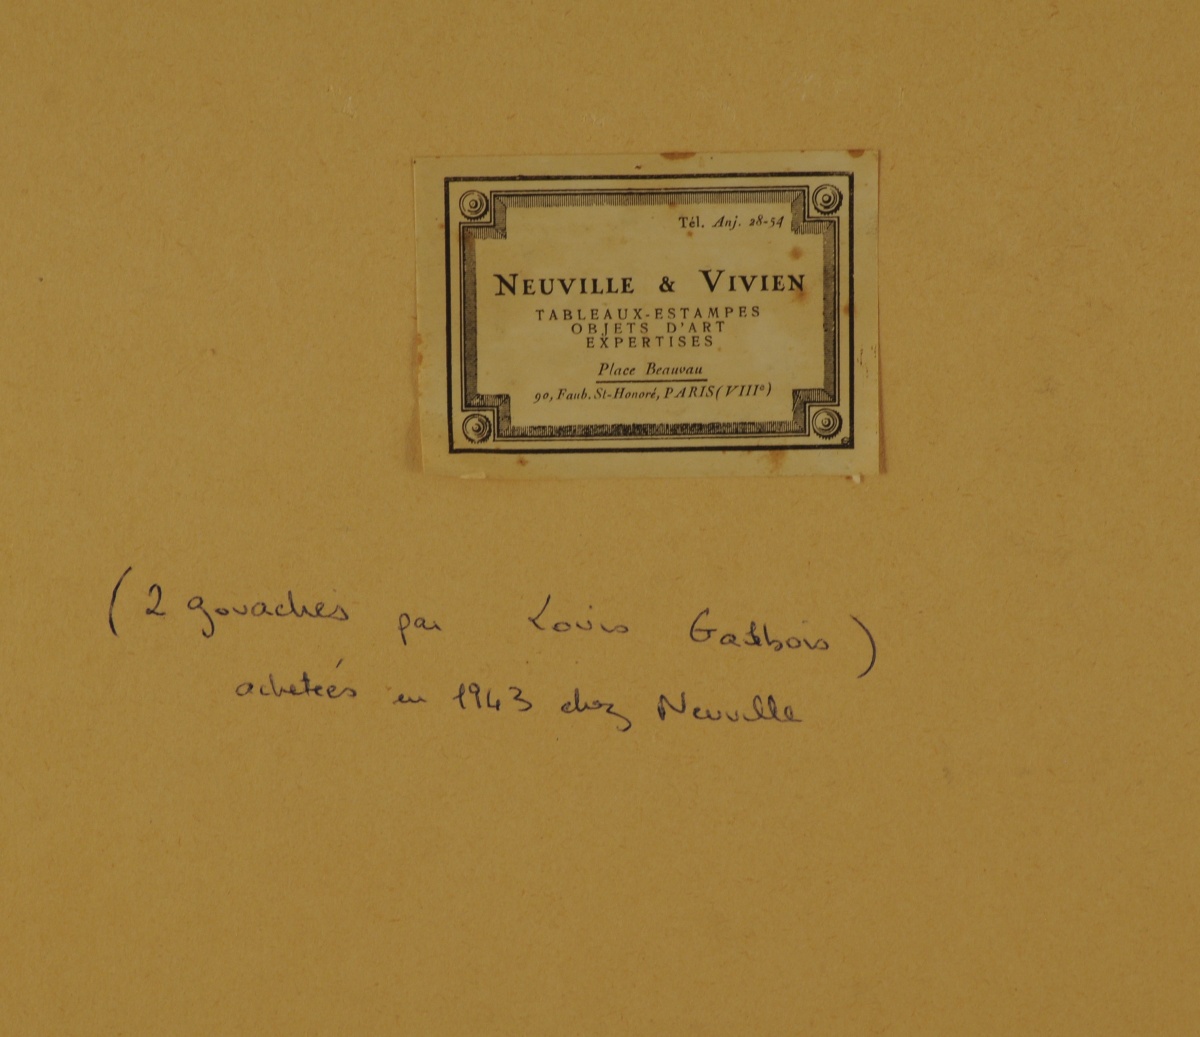 Tél. Anj. 28-54
NEUVILLE & VIVIEN
TABLEAUX-ESTAMPES
OBJETS D'ART
EXPERTISES
Place Beauvau
90, Faub. St-Honoré, PARIS (VIIIe)
(2 gouaches par Louis Gatbois)
achetées en 1943 chez Neuville